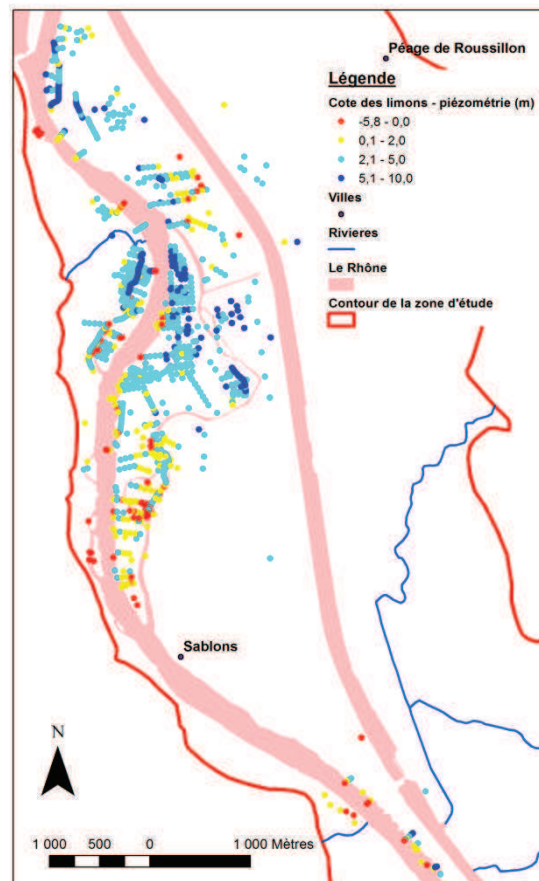 Péage de Roussillon
Légende
Cote des limons - piézométrie (m)
-5,8 - 0,0
0,1 - 2,0
2,1 - 5,0
5,1 - 10,0
Villes
Rivieres
Le Rhône
Contour de la zone d'étude
Sablons
N
1 000 500 0 1 000 Mètres